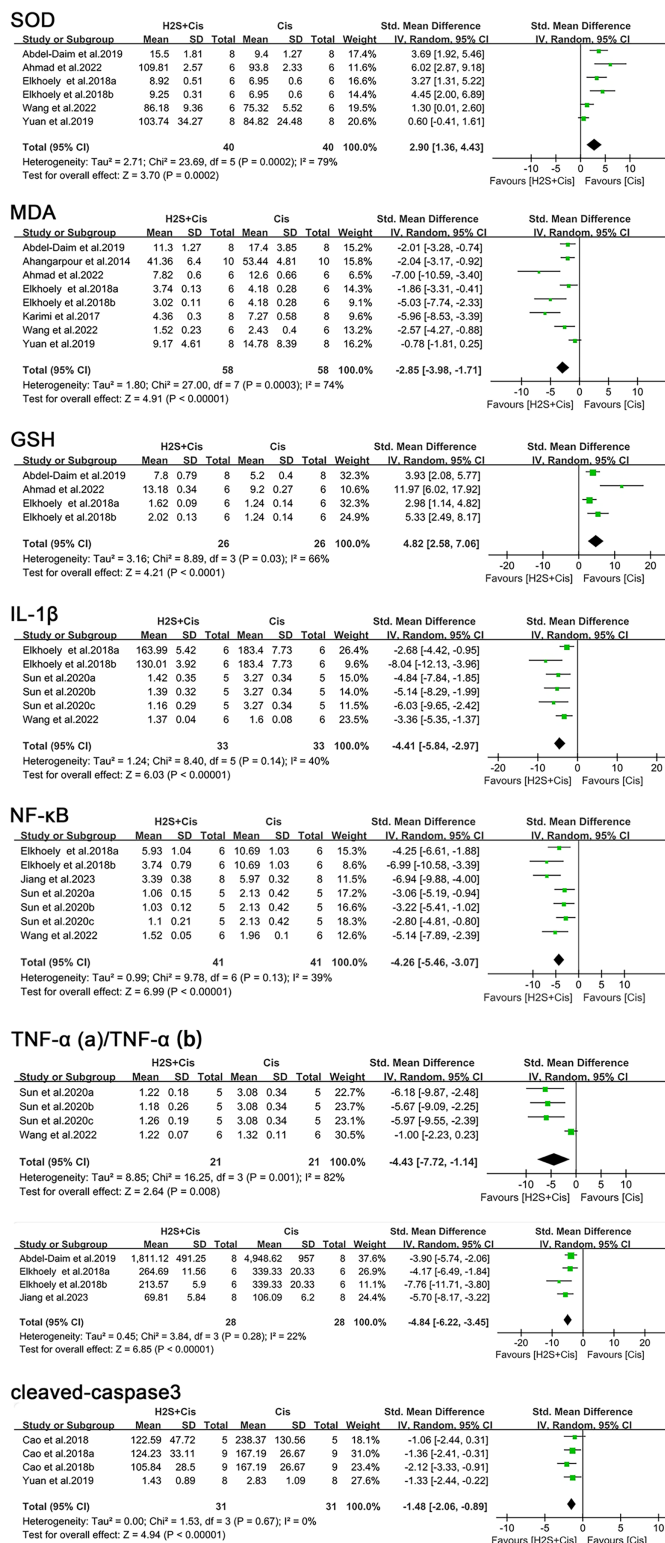 SOD
H2S+Cis Cis Std. Mean Difference Std. Mean Difference
Study or Subgroup Mean SD Total Mean SD Total Weight IV, Random, 95% CI IV, Random, 95% CI
Abdel-Daim et al.2019 15.5 1.81 8 9.4 1.27 8 17.4% 3.69 [1.92, 5.46]
Ahmad et al.2022 109.81 2.57 6 93.8 2.33 6 11.6% 6.02 [2.87, 9.18]
Elkhoely et al.2018a 8.92 0.51 6 6.95 0.6 6 16.6% 3.27 [1.31, 5.22]
Elkhoely et al.2018b 9.25 0.31 6 6.95 0.6 6 14.2% 4.45 [2.00, 6.89]
Wang et al.2022 86.18 9.36 6 75.32 5.52 6 19.5% 1.30 [0.01, 2.60]
Yuan et al.2019 103.74 34.27 8 84.82 24.48 8 20.6% 0.60 [-0.41, 1.61]
Total (95% CI) 40 40 100.0% 2.90 [1.36, 4.43]
Heterogeneity: Tau² = 2.71; Chi² = 23.69, df = 5 (P = 0.0002); I² = 79%
Test for overall effect: Z = 3.70 (P = 0.0002)
-10 -5 0 5 10
Favours [H2S+Cis] Favours [Cis]
MDA
H2S+Cis Cis Std. Mean Difference Std. Mean Difference
Study or Subgroup Mean SD Total Mean SD Total Weight IV, Random, 95% CI IV, Random, 95% CI
Abdel-Daim et al.2019 11.3 1.27 8 17.4 3.85 8 15.2% -2.01 [-3.28, -0.74]
Ahangarpour et al.2014 41.36 6.4 10 53.44 4.81 10 15.8% -2.04 [-3.17, -0.92]
Ahmad et al.2022 7.82 0.6 6 12.6 0.66 6 6.5% -7.00 [-10.59, -3.40]
Elkhoely et al.2018a 3.74 0.13 6 4.18 0.28 6 14.3% -1.86 [-3.31, -0.41]
Elkhoely et al.2018b 3.02 0.11 6 4.18 0.28 6 9.1% -5.03 [-7.74, -2.33]
Karimi et al.2017 4.36 0.3 8 7.27 0.58 8 9.6% -5.96 [-8.53, -3.39]
Wang et al.2022 1.52 0.23 6 2.43 0.4 6 13.2% -2.57 [-4.27, -0.88]
Yuan et al.2019 9.17 4.61 8 14.78 8.39 8 16.2% -0.78 [-1.81, 0.25]
Total (95% CI) 58 58 100.0% -2.85 [-3.98, -1.71]
Heterogeneity: Tau² = 1.80; Chi² = 27.00, df = 7 (P = 0.0003); I² = 74%
Test for overall effect: Z = 4.91 (P < 0.00001)
-10 -5 0 5 10
Favours [H2S+Cis] Favours [Cis]
GSH
H2S+Cis Cis Std. Mean Difference Std. Mean Difference
Study or Subgroup Mean SD Total Mean SD Total Weight IV, Random, 95% CI IV, Random, 95% CI
Abdel-Daim et al.2019 7.8 0.79 8 5.2 0.4 8 32.3% 3.93 [2.08, 5.77]
Ahmad et al.2022 13.18 0.34 6 9.2 0.27 6 10.6% 11.97 [6.02, 17.92]
Elkhoely et al.2018a 1.62 0.09 6 1.24 0.14 6 32.3% 2.98 [1.14, 4.82]
Elkhoely et al.2018b 2.02 0.13 6 1.24 0.14 6 24.9% 5.33 [2.49, 8.17]
Total (95% CI) 26 26 100.0% 4.82 [2.58, 7.06]
Heterogeneity: Tau² = 3.16; Chi² = 8.89, df = 3 (P = 0.03); I² = 66%
Test for overall effect: Z = 4.21 (P < 0.0001)
-20 -10 0 10 20
Favours [H2S+Cis] Favours [Cis]
IL-1β
H2S+Cis Cis Std. Mean Difference Std. Mean Difference
Study or Subgroup Mean SD Total Mean SD Total Weight IV, Random, 95% CI IV, Random, 95% CI
Elkhoely et al.2018a 163.99 5.42 6 183.4 7.73 6 26.4% -2.68 [-4.42, -0.95]
Elkhoely et al.2018b 130.01 3.92 6 183.4 7.73 6 9.6% -8.04 [-12.13, -3.96]
Sun et al.2020a 1.42 0.35 5 3.27 0.34 5 15.0% -4.84 [-7.84, -1.85]
Sun et al.2020b 1.39 0.32 5 3.27 0.34 5 14.0% -5.14 [-8.29, -1.99]
Sun et al.2020c 1.16 0.29 5 3.27 0.34 5 11.5% -6.03 [-9.65, -2.42]
Wang et al.2022 1.37 0.04 6 1.6 0.08 6 23.5% -3.36 [-5.35, -1.37]
Total (95% CI) 33 33 100.0% -4.41 [-5.84, -2.97]
Heterogeneity: Tau² = 1.24; Chi² = 8.40, df = 5 (P = 0.14); I² = 40%
Test for overall effect: Z = 6.03 (P < 0.00001)
-20 -10 0 10 20
Favours [H2S+Cis] Favours [Cis]
NF-κB
H2S+Cis Cis Std. Mean Difference Std. Mean Difference
Study or Subgroup Mean SD Total Mean SD Total Weight IV, Random, 95% CI IV, Random, 95% CI
Elkhoely et al.2018a 5.93 1.04 6 10.69 1.03 6 15.3% -4.25 [-6.61, -1.88]
Elkhoely et al.2018b 3.74 0.79 6 10.69 1.03 6 8.6% -6.99 [-10.58, -3.39]
Jiang et al.2023 3.39 0.38 8 5.97 0.32 8 11.5% -6.94 [-9.88, -4.00]
Sun et al.2020a 1.06 0.15 5 2.13 0.42 5 17.2% -3.06 [-5.19, -0.94]
Sun et al.2020b 1.03 0.12 5 2.13 0.42 5 16.6% -3.22 [-5.41, -1.02]
Sun et al.2020c 1.1 0.21 5 2.13 0.42 5 18.3% -2.80 [-4.81, -0.80]
Wang et al.2022 1.52 0.05 6 1.96 0.1 6 12.6% -5.14 [-7.89, -2.39]
Total (95% CI) 41 41 100.0% -4.26 [-5.46, -3.07]
Heterogeneity: Tau² = 0.99; Chi² = 9.78, df = 6 (P = 0.13); I² = 39%
Test for overall effect: Z = 6.99 (P < 0.00001)
-10 -5 0 5 10
Favours [H2S+Cis] Favours [Cis]
TNF-α (a)/TNF-α (b)
H2S+Cis Cis Std. Mean Difference Std. Mean Difference
Study or Subgroup Mean SD Total Mean SD Total Weight IV, Random, 95% CI IV, Random, 95% CI
Sun et al.2020a 1.22 0.18 5 3.08 0.34 5 22.7% -6.18 [-9.87, -2.48]
Sun et al.2020b 1.18 0.26 5 3.08 0.34 5 23.7% -5.67 [-9.09, -2.25]
Sun et al.2020c 1.26 0.19 5 3.08 0.34 5 23.1% -5.97 [-9.55, -2.39]
Wang et al.2022 1.22 0.07 6 1.32 0.11 6 30.5% -1.00 [-2.23, 0.23]
Total (95% CI) 21 21 100.0% -4.43 [-7.72, -1.14]
Heterogeneity: Tau² = 8.85; Chi² = 16.25, df = 3 (P = 0.001); I² = 82%
Test for overall effect: Z = 2.64 (P = 0.008)
-10 -5 0 5 10
Favours [H2S+Cis] Favours [Cis]
H2S+Cis Cis Std. Mean Difference Std. Mean Difference
Study or Subgroup Mean SD Total Mean SD Total Weight IV, Random, 95% CI IV, Random, 95% CI
Abdel-Daim et al.2019 1,811.12 491.25 8 4,948.62 957 8 37.6% -3.90 [-5.74, -2.06]
Elkhoely et al.2018a 264.69 11.56 6 339.33 20.33 6 26.9% -4.17 [-6.49, -1.84]
Elkhoely et al.2018b 213.57 5.9 6 339.33 20.33 6 11.1% -7.76 [-11.71, -3.80]
Jiang et al.2023 69.81 5.84 8 106.09 6.2 8 24.4% -5.70 [-8.17, -3.22]
Total (95% CI) 28 28 100.0% -4.84 [-6.22, -3.45]
Heterogeneity: Tau² = 0.45; Chi² = 3.84, df = 3 (P = 0.28); I² = 22%
Test for overall effect: Z = 6.85 (P < 0.00001)
-20 -10 0 10 20
Favours [H2S+Cis] Favours [Cis]
cleaved-caspase3
H2S+Cis Cis Std. Mean Difference Std. Mean Difference
Study or Subgroup Mean SD Total Mean SD Total Weight IV, Random, 95% CI IV, Random, 95% CI
Cao et al.2018 122.59 47.72 5 238.37 130.56 5 18.1% -1.06 [-2.44, 0.31]
Cao et al.2018a 124.23 33.11 9 167.19 26.67 9 31.0% -1.36 [-2.41, -0.31]
Cao et al.2018b 105.84 28.5 9 167.19 26.67 9 23.4% -2.12 [-3.33, -0.91]
Yuan et al.2019 1.43 0.89 8 2.83 1.09 8 27.6% -1.33 [-2.44, -0.22]
Total (95% CI) 31 31 100.0% -1.48 [-2.06, -0.89]
Heterogeneity: Tau² = 0.00; Chi² = 1.53, df = 3 (P = 0.67); I² = 0%
Test for overall effect: Z = 4.94 (P < 0.00001)
-10 -5 0 5 10
Favours [H2S+Cis] Favours [Cis]